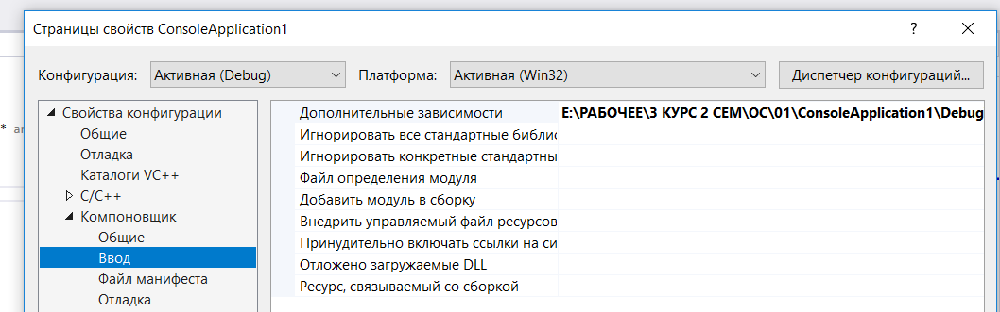 Страницы свойств ConsoleApplication1
? ×
Конфигурация: Активная (Debug) Платформа: Активная (Win32) Диспетчер конфигураций...
* ar
Свойства конфигурации
Общие
Отладка
Каталоги VC++
C/C++
Компоновщик
Общие
Ввод
Файл манифеста
Отладка
Дополнительные зависимости E:\РАБОЧЕЕ\3 КУРС 2 СЕМ\ОС\01\ConsoleApplication1\Debug
Игнорировать все стандартные библис
Игнорировать конкретные стандартны
Файл определения модуля
Добавить модуль в сборку
Внедрить управляемый файл ресурсов
Принудительно включать ссылки на си
Отложено загружаемые DLL
Ресурс, связываемый со сборкой